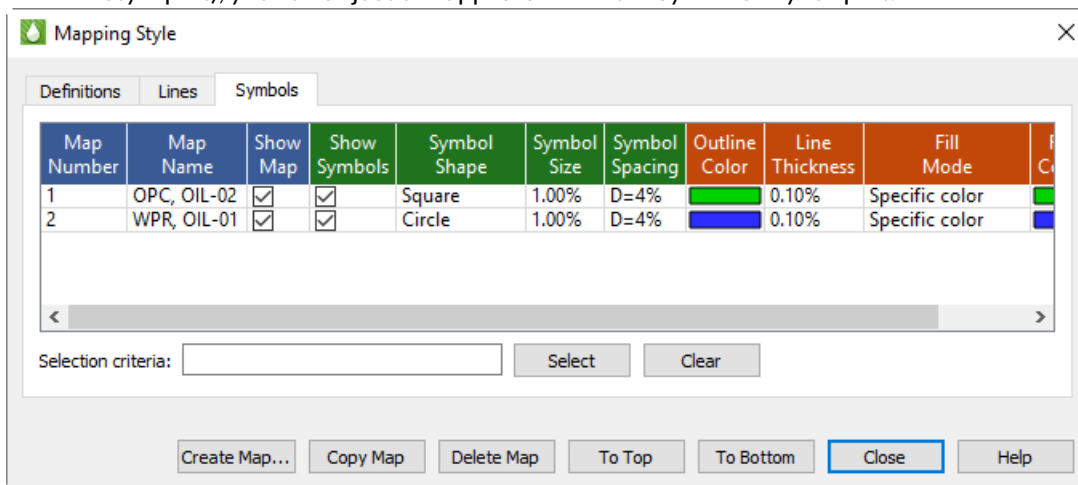 Mapping Style
Definitions Lines Symbols
Map Number Map Name Show Map Show Symbols Symbol Shape Symbol Size Symbol Spacing Outline Color Line Thickness Fill Mode
1 OPC, OIL-02 Square 1.00% D=4% 0.10% Specific color
2 WPR, OIL-01 Circle 1.00% D=4% 0.10% Specific color
Selection criteria: Select Clear
Create Map... Copy Map Delete Map To Top To Bottom Close Help